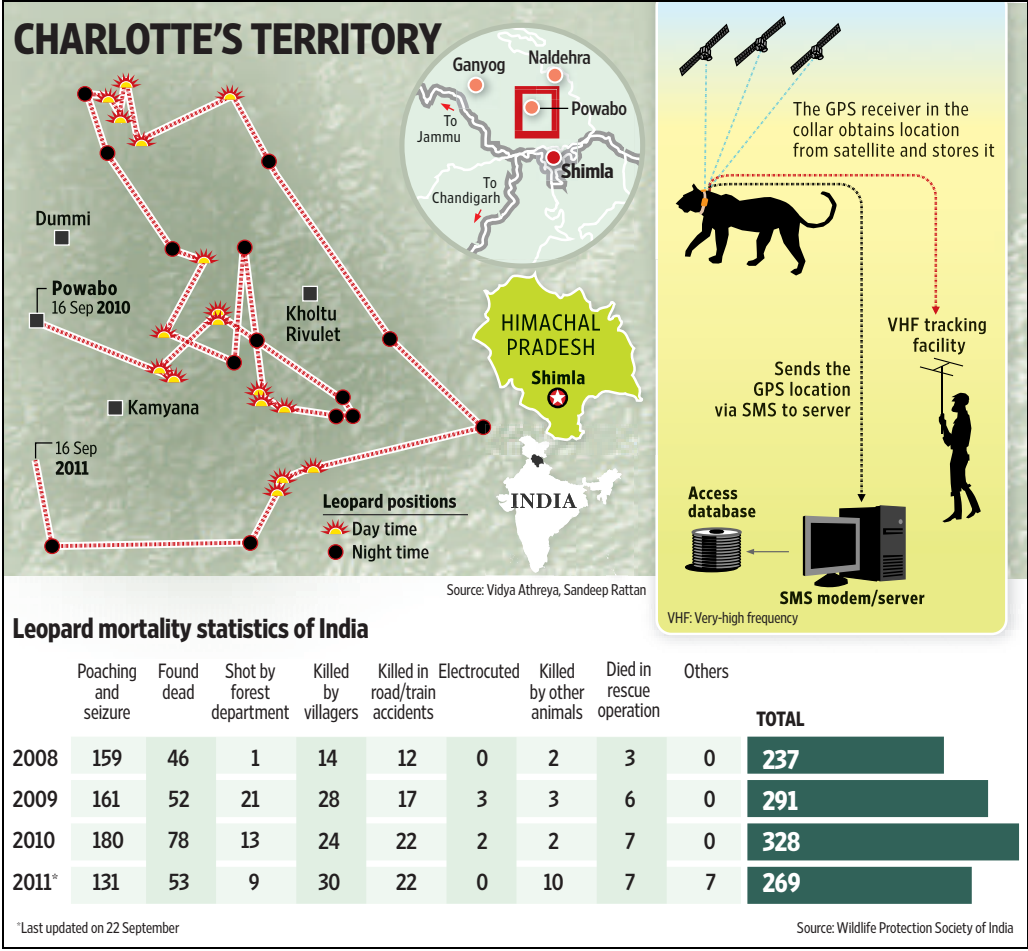 CHARLOTTE'S TERRITORY
Ganyog
Naldehra
Powabo
To
Jammu
Shimla
To
Chandigarh
Dummi
Powabo
16 Sep 2010
Kholtu
Rivulet
Kamyana
16 Sep
2011
HIMACHAL
PRADESH
Shimla
INDIA
Leopard positions
Day time
Night time
Source: Vidya Athreya, Sandeep Rattan
The GPS receiver in the
collar obtains location
from satellite and stores it
VHF tracking
facility
Sends the
GPS location
via SMS to server
Access
database
SMS modem/server
VHF: Very-high frequency
Leopard mortality statistics of India
Poaching and seizure Found dead Shot by forest department Killed by villagers Killed in road/train accidents Electrocuted Killed by other animals Died in rescue operation Others TOTAL
2008 159 46 1 14 12 0 2 3 0 237
2009 161 52 21 28 17 3 3 6 0 291
2010 180 78 13 24 22 2 2 7 0 328
2011* 131 53 9 30 22 0 10 7 7 269
*Last updated on 22 September
Source: Wildlife Protection Society of India